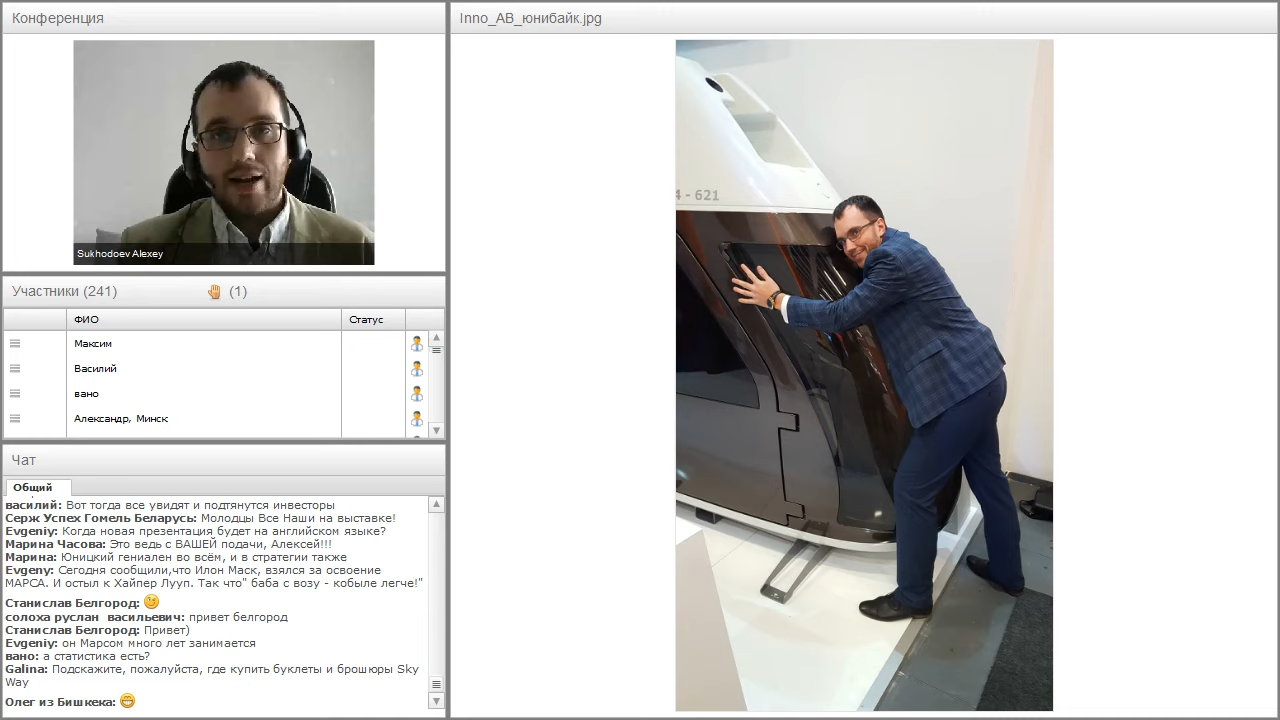 Конференция
Inno_AB_юнибайк.jpg
Sukhodoev Alexey
4 - 621
Участники (241)
(1)
ФИО
Статус
Максим
Василий
вано
Александр, Минск
Чат
Общий
василий: Вот тогда все увидят и подтянутся инвесторы
Серж Успех Гомель Беларусь: Молодцы Все Наши на выставке!
Evgeniy: Когда новая презентация будет на английском языке?
Марина Часова: Это ведь с ВАШЕЙ подачи, Алексей!!!
Марина: Юницкий гениален во всём, и в стратегии также
Evgeny: Сегодня сообщили,что Илон Маск, взялся за освоение
МАРСА. И остыл к Хайпер Лууп. Так что" баба с возу - кобыле легче!"
Станислав Белгород:
солоха руслан васильевич: привет белгород
Станислав Белгород: Привет)
Evgeniy: он Марсом много лет занимается
вано: а статистика есть?
Galina: Подскажите, пожалуйста, где купить буклеты и брошюры Sky
Way
Олег из Бишкека: